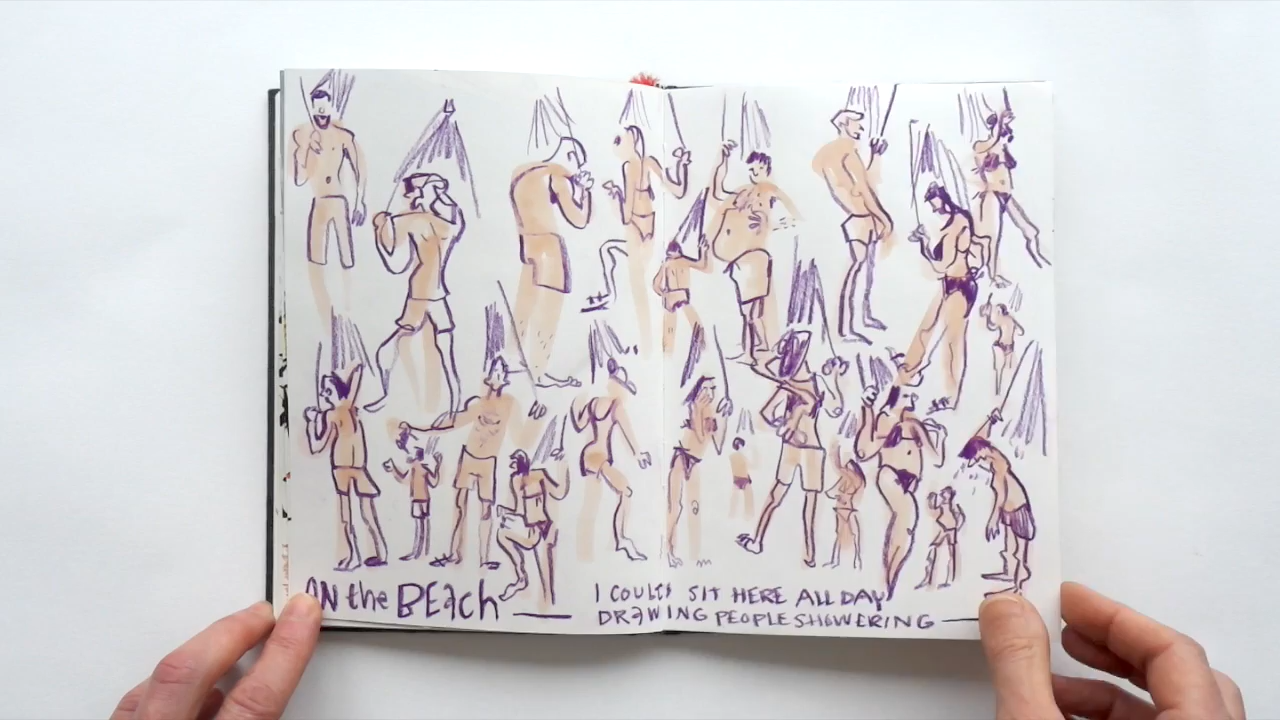 ON the BEach
I COULD SIT HERE ALL DAY
DRAWING PEOPLE SHOWERING